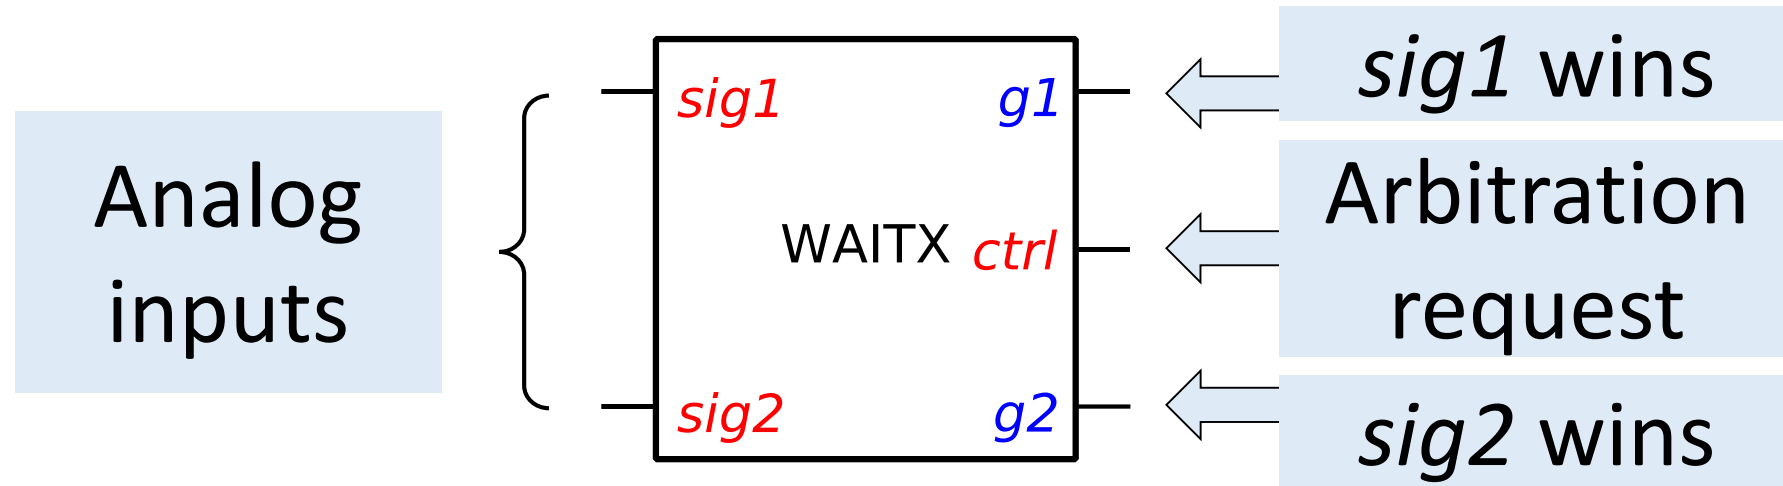 Analog
inputs
sig1
sig2
WAITX
g1
ctrl
g2
sig1 wins
Arbitration
request
sig2 wins